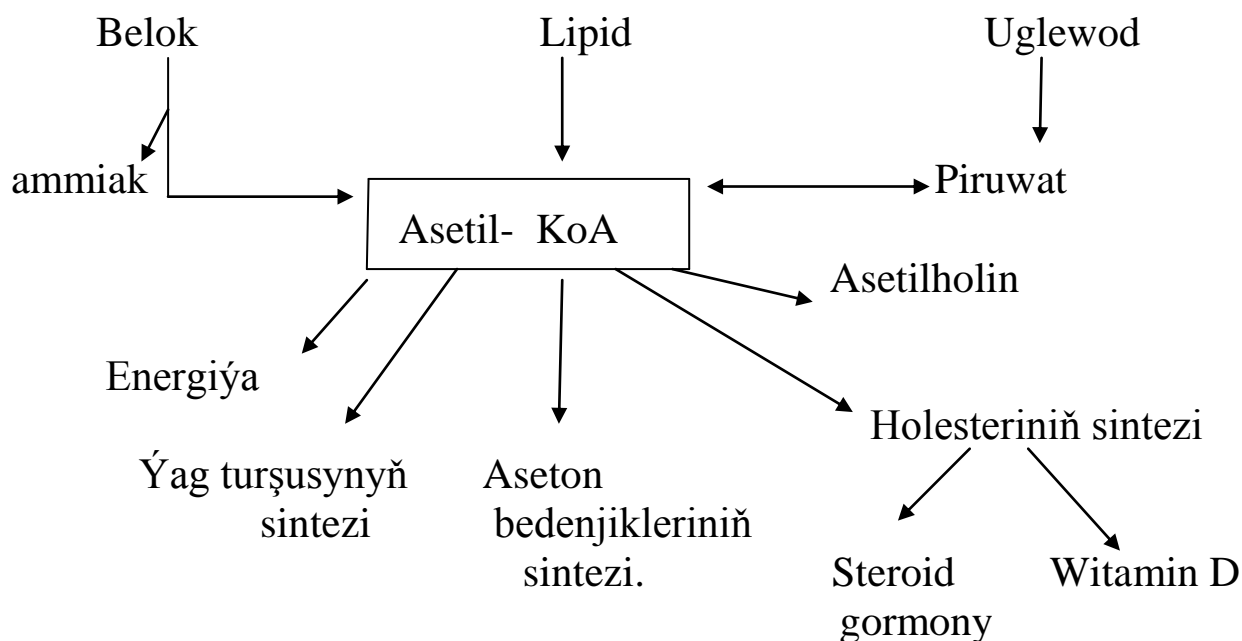 Belok
Lipid
Uglewod
ammiak
Piruwat
Asetil- KoA
Asetilholin
Energiýa
Holesteriniň sintezi
Ýag turşusynyň
sintezi
Aseton
bedenjikleriniň
sintezi.
Steroid
gormony
Witamin D